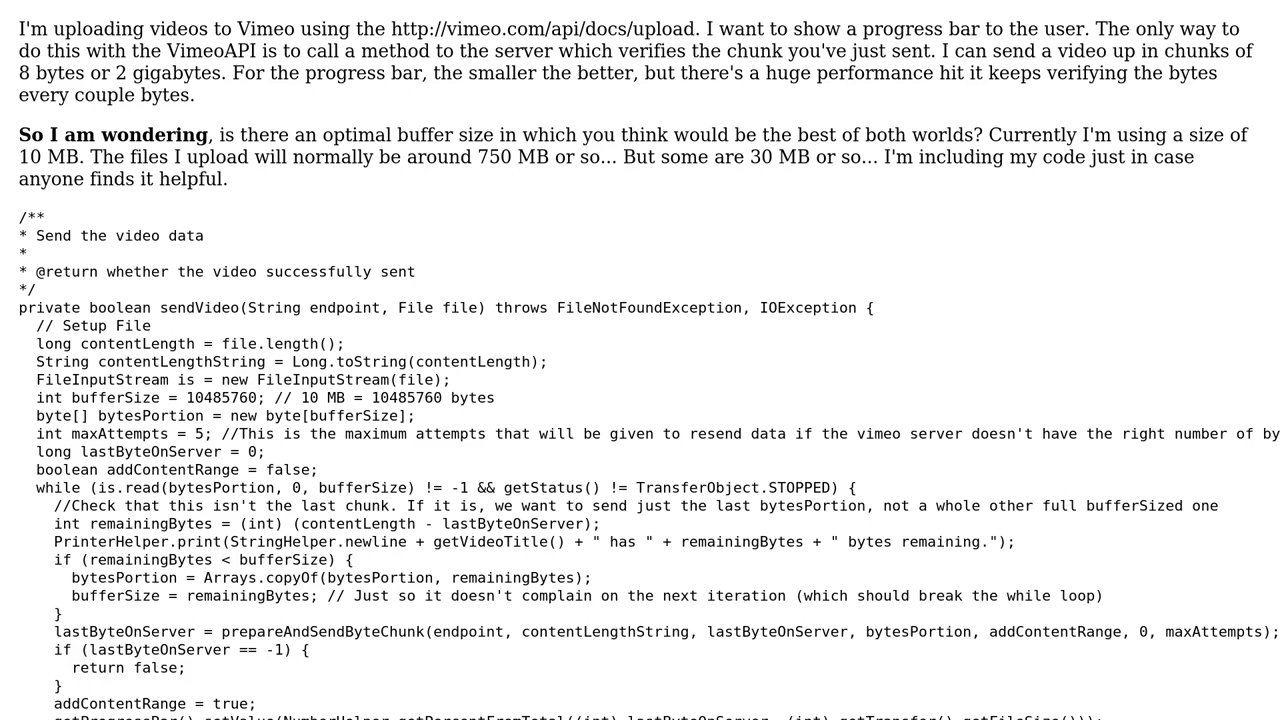 I'm uploading videos to Vimeo using the http://vimeo.com/api/docs/upload. I want to show a progress bar to the user. The only way to
do this with the VimeoAPI is to call a method to the server which verifies the chunk you've just sent. I can send a video up in chunks of
8 bytes or 2 gigabytes. For the progress bar, the smaller the better, but there's a huge performance hit it keeps verifying the bytes
every couple bytes.
So I am wondering, is there an optimal buffer size in which you think would be the best of both worlds? Currently I'm using a size of
10 MB. The files I upload will normally be around 750 MB or so... But some are 30 MB or so... I'm including my code just in case
anyone finds it helpful.
/**
* Send the video data
*
* @return whether the video successfully sent
*/
private boolean sendVideo(String endpoint, File file) throws FileNotFoundException, IOException {
  // Setup File
  long contentLength = file.length();
  String contentLengthString = Long.toString(contentLength);
  FileInputStream is = new FileInputStream(file);
  int bufferSize = 10485760; // 10 MB = 10485760 bytes
  byte[] bytesPortion = new byte[bufferSize];
  int maxAttempts = 5; //This is the maximum attempts that will be given to resend data if the vimeo server doesn't have the right number of by
  long lastByteOnServer = 0;
  boolean addContentRange = false;
  while (is.read(bytesPortion, 0, bufferSize) != -1 && getStatus() != TransferObject.STOPPED) {
    //Check that this isn't the last chunk. If it is, we want to send just the last bytesPortion, not a whole other full bufferSized one
    int remainingBytes = (int) (contentLength - lastByteOnServer);
    PrinterHelper.print(StringHelper.newline + getVideoTitle() + " has " + remainingBytes + " bytes remaining.");
    if (remainingBytes < bufferSize) {
      bytesPortion = Arrays.copyOf(bytesPortion, remainingBytes);
      bufferSize = remainingBytes; // Just so it doesn't complain on the next iteration (which should break the while loop)
    }
    lastByteOnServer = prepareAndSendByteChunk(endpoint, contentLengthString, lastByteOnServer, bytesPortion, addContentRange, 0, maxAttempts);
    if (lastByteOnServer == -1) {
      return false;
    }
    addContentRange = true;